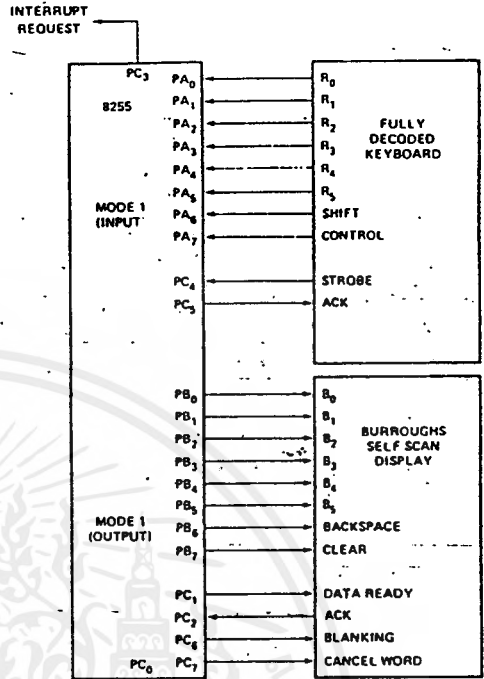 INTERRUPT
REQUEST
PC3
8255
MODE 1
(INPUT
PA0
PA1
PA2
PA3
PA4
PA5
PA6
PA7
PC4
PC5
R0
R1
R2
R3
R4
R5
SHIFT
CONTROL
STROBE
ACK
FULLY
DECODED
KEYBOARD
MODE 1
(OUTPUT)
PB0
PB1
PB2
PB3
PB4
PB5
PB6
PB7
PC1
PC2
PC6
PC0 PC7
B0
B1
B2
B3
B4
B5
BACKSPACE
CLEAR
DATA READY
ACK
BLANKING
CANCEL WORD
BURROUGHS
SELF SCAN
DISPLAY